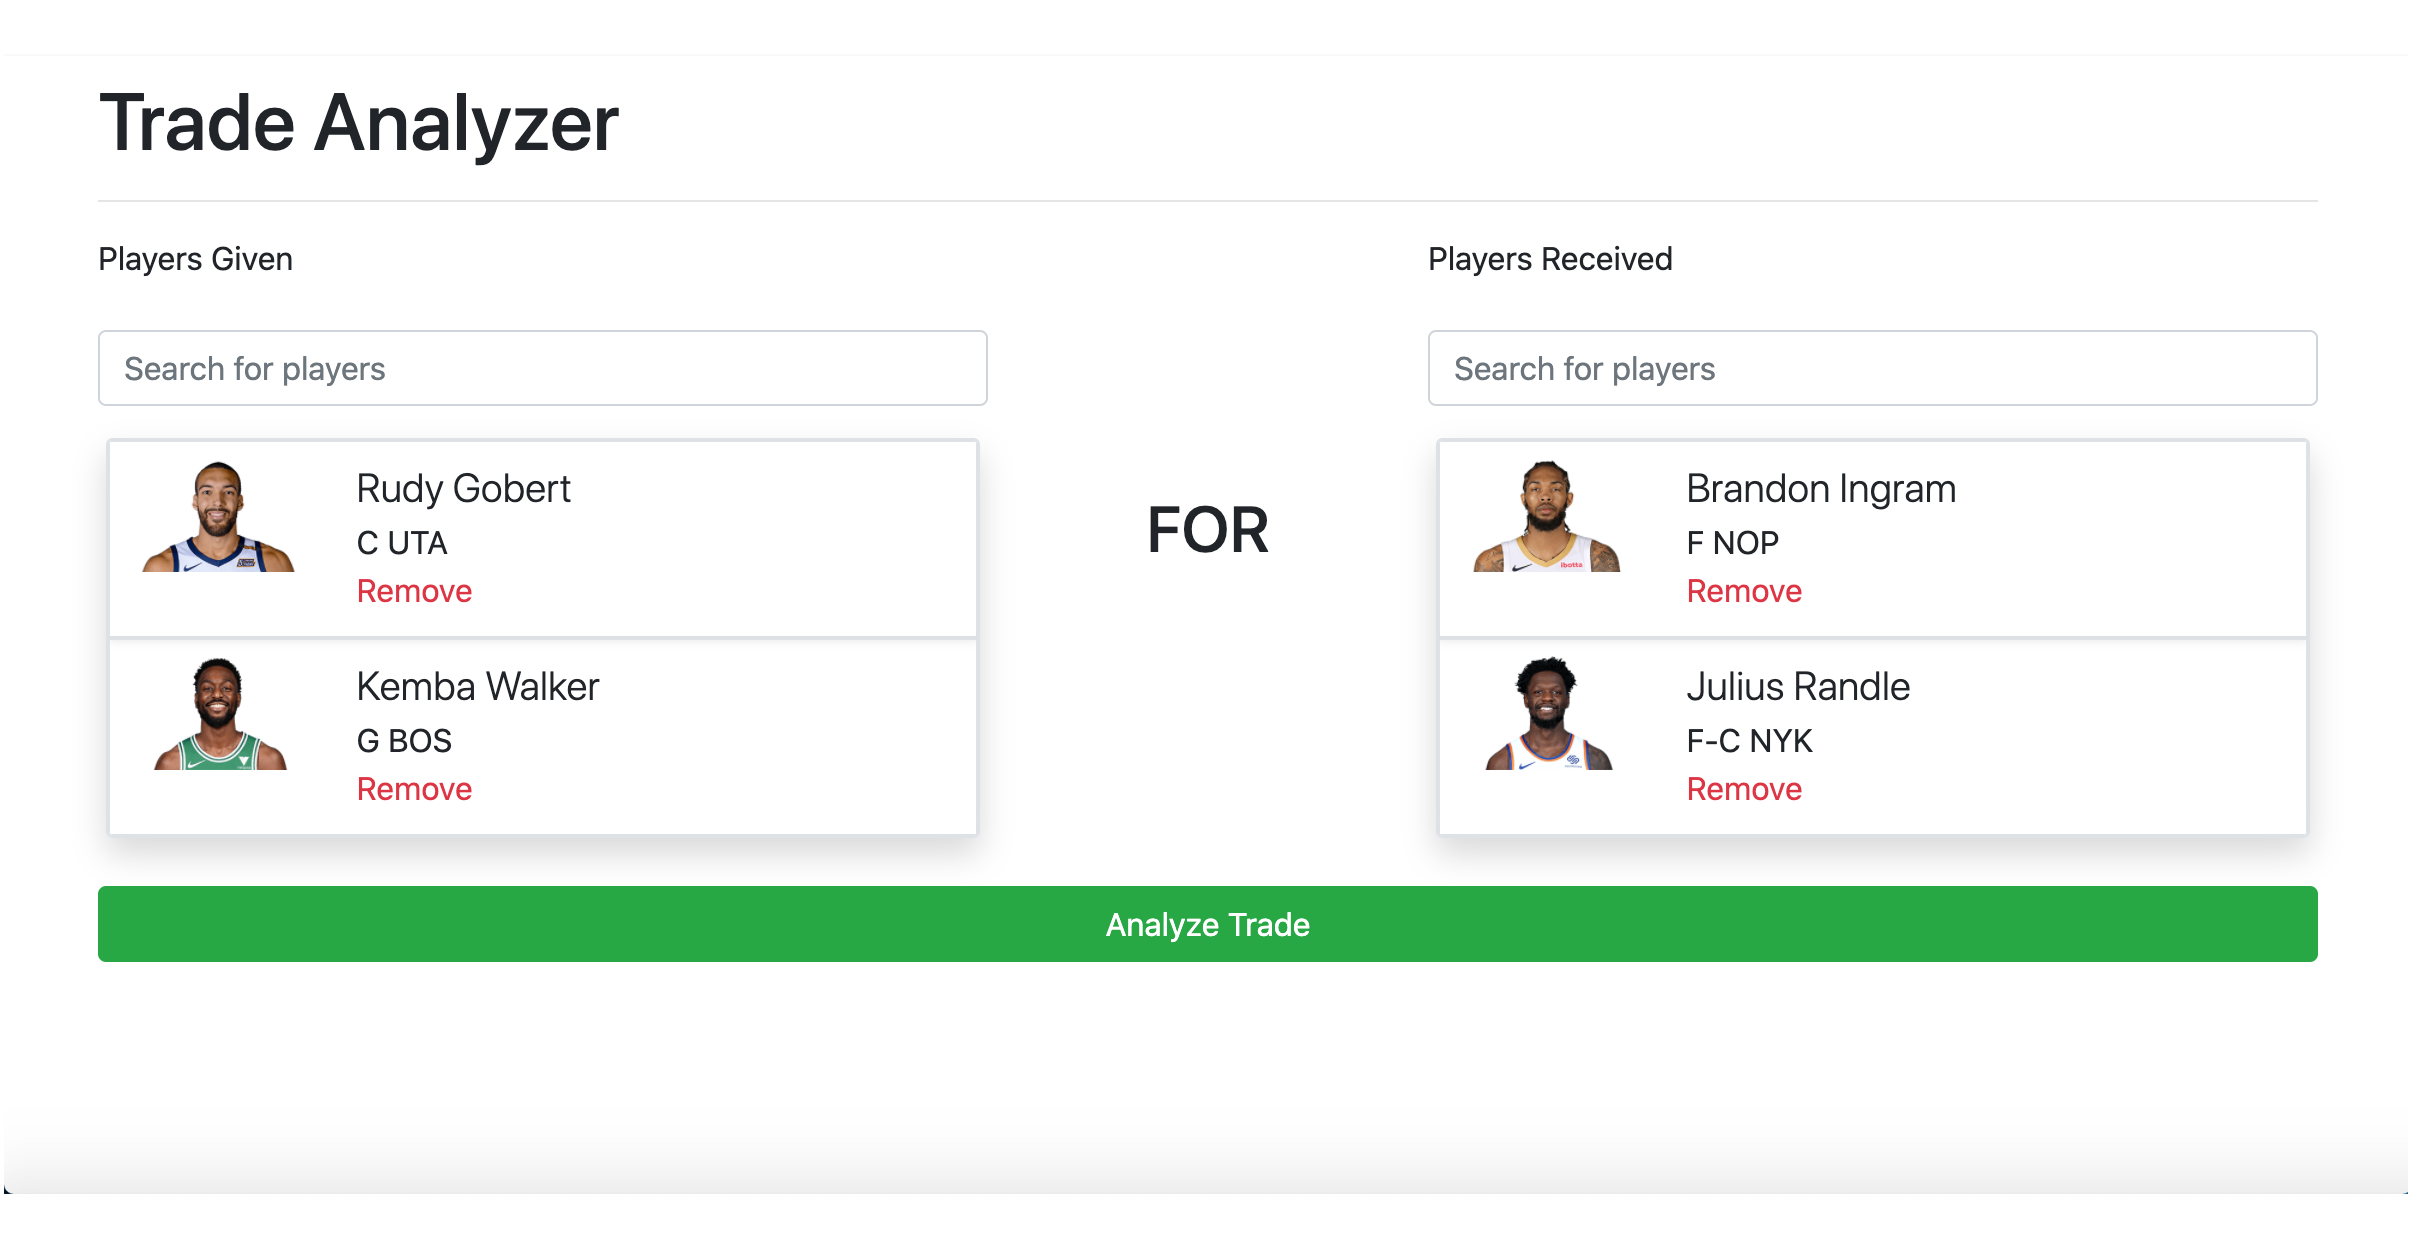 Trade Analyzer
Players Given
Search for players
Rudy Gobert
C UTA
Remove
Kemba Walker
G BOS
Remove
FOR
Players Received
Search for players
Brandon Ingram
F NOP
Remove
ibotta
Julius Randle
F-C NYK
Remove
Analyze Trade